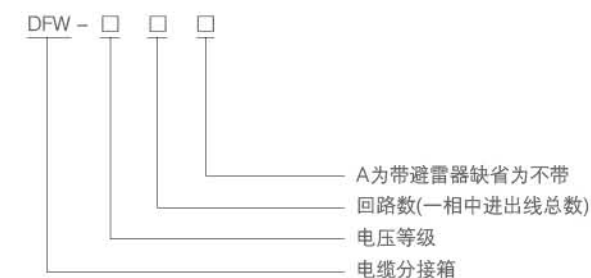 DFW - □ □ □
A为带避雷器缺省为不带
回路数(一相中进出线总数)
电压等级
电缆分接箱